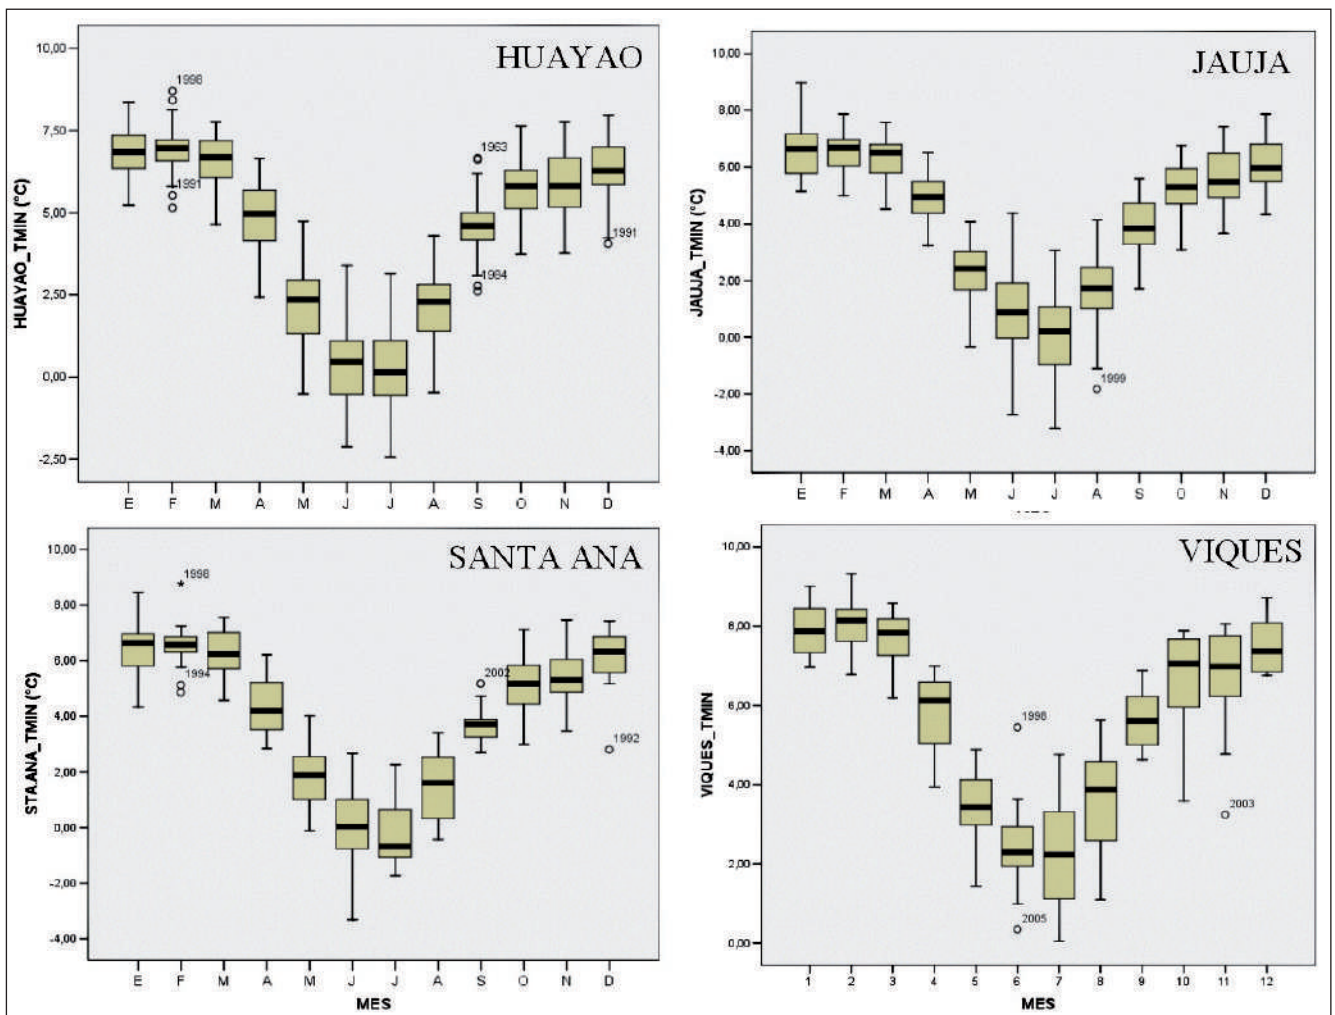 HUAYAO
HUAYAO_TMIN (°C)
10,00
7,50
5,00
2,50
0,00
-2,50
1998
1991
1963
1964
1991
E F M A M J J A S O N D
JAUJA
JAUJA_TMIN (°C)
10,00
8,00
6,00
4,00
2,00
0,00
-2,00
-4,00
1999
E F M A M J J A S O N D
SANTA ANA
STA.ANA_TMIN (°C)
10,00
8,00
6,00
4,00
2,00
0,00
-2,00
-4,00
1998
1994
2002
1992
E F M A M J J A S O N D
MES
VIQUES
VIQUES_TMIN
10,00
8,00
6,00
4,00
2,00
0,00
1998
2005
2003
1 2 3 4 5 6 7 8 9 10 11 12
MES